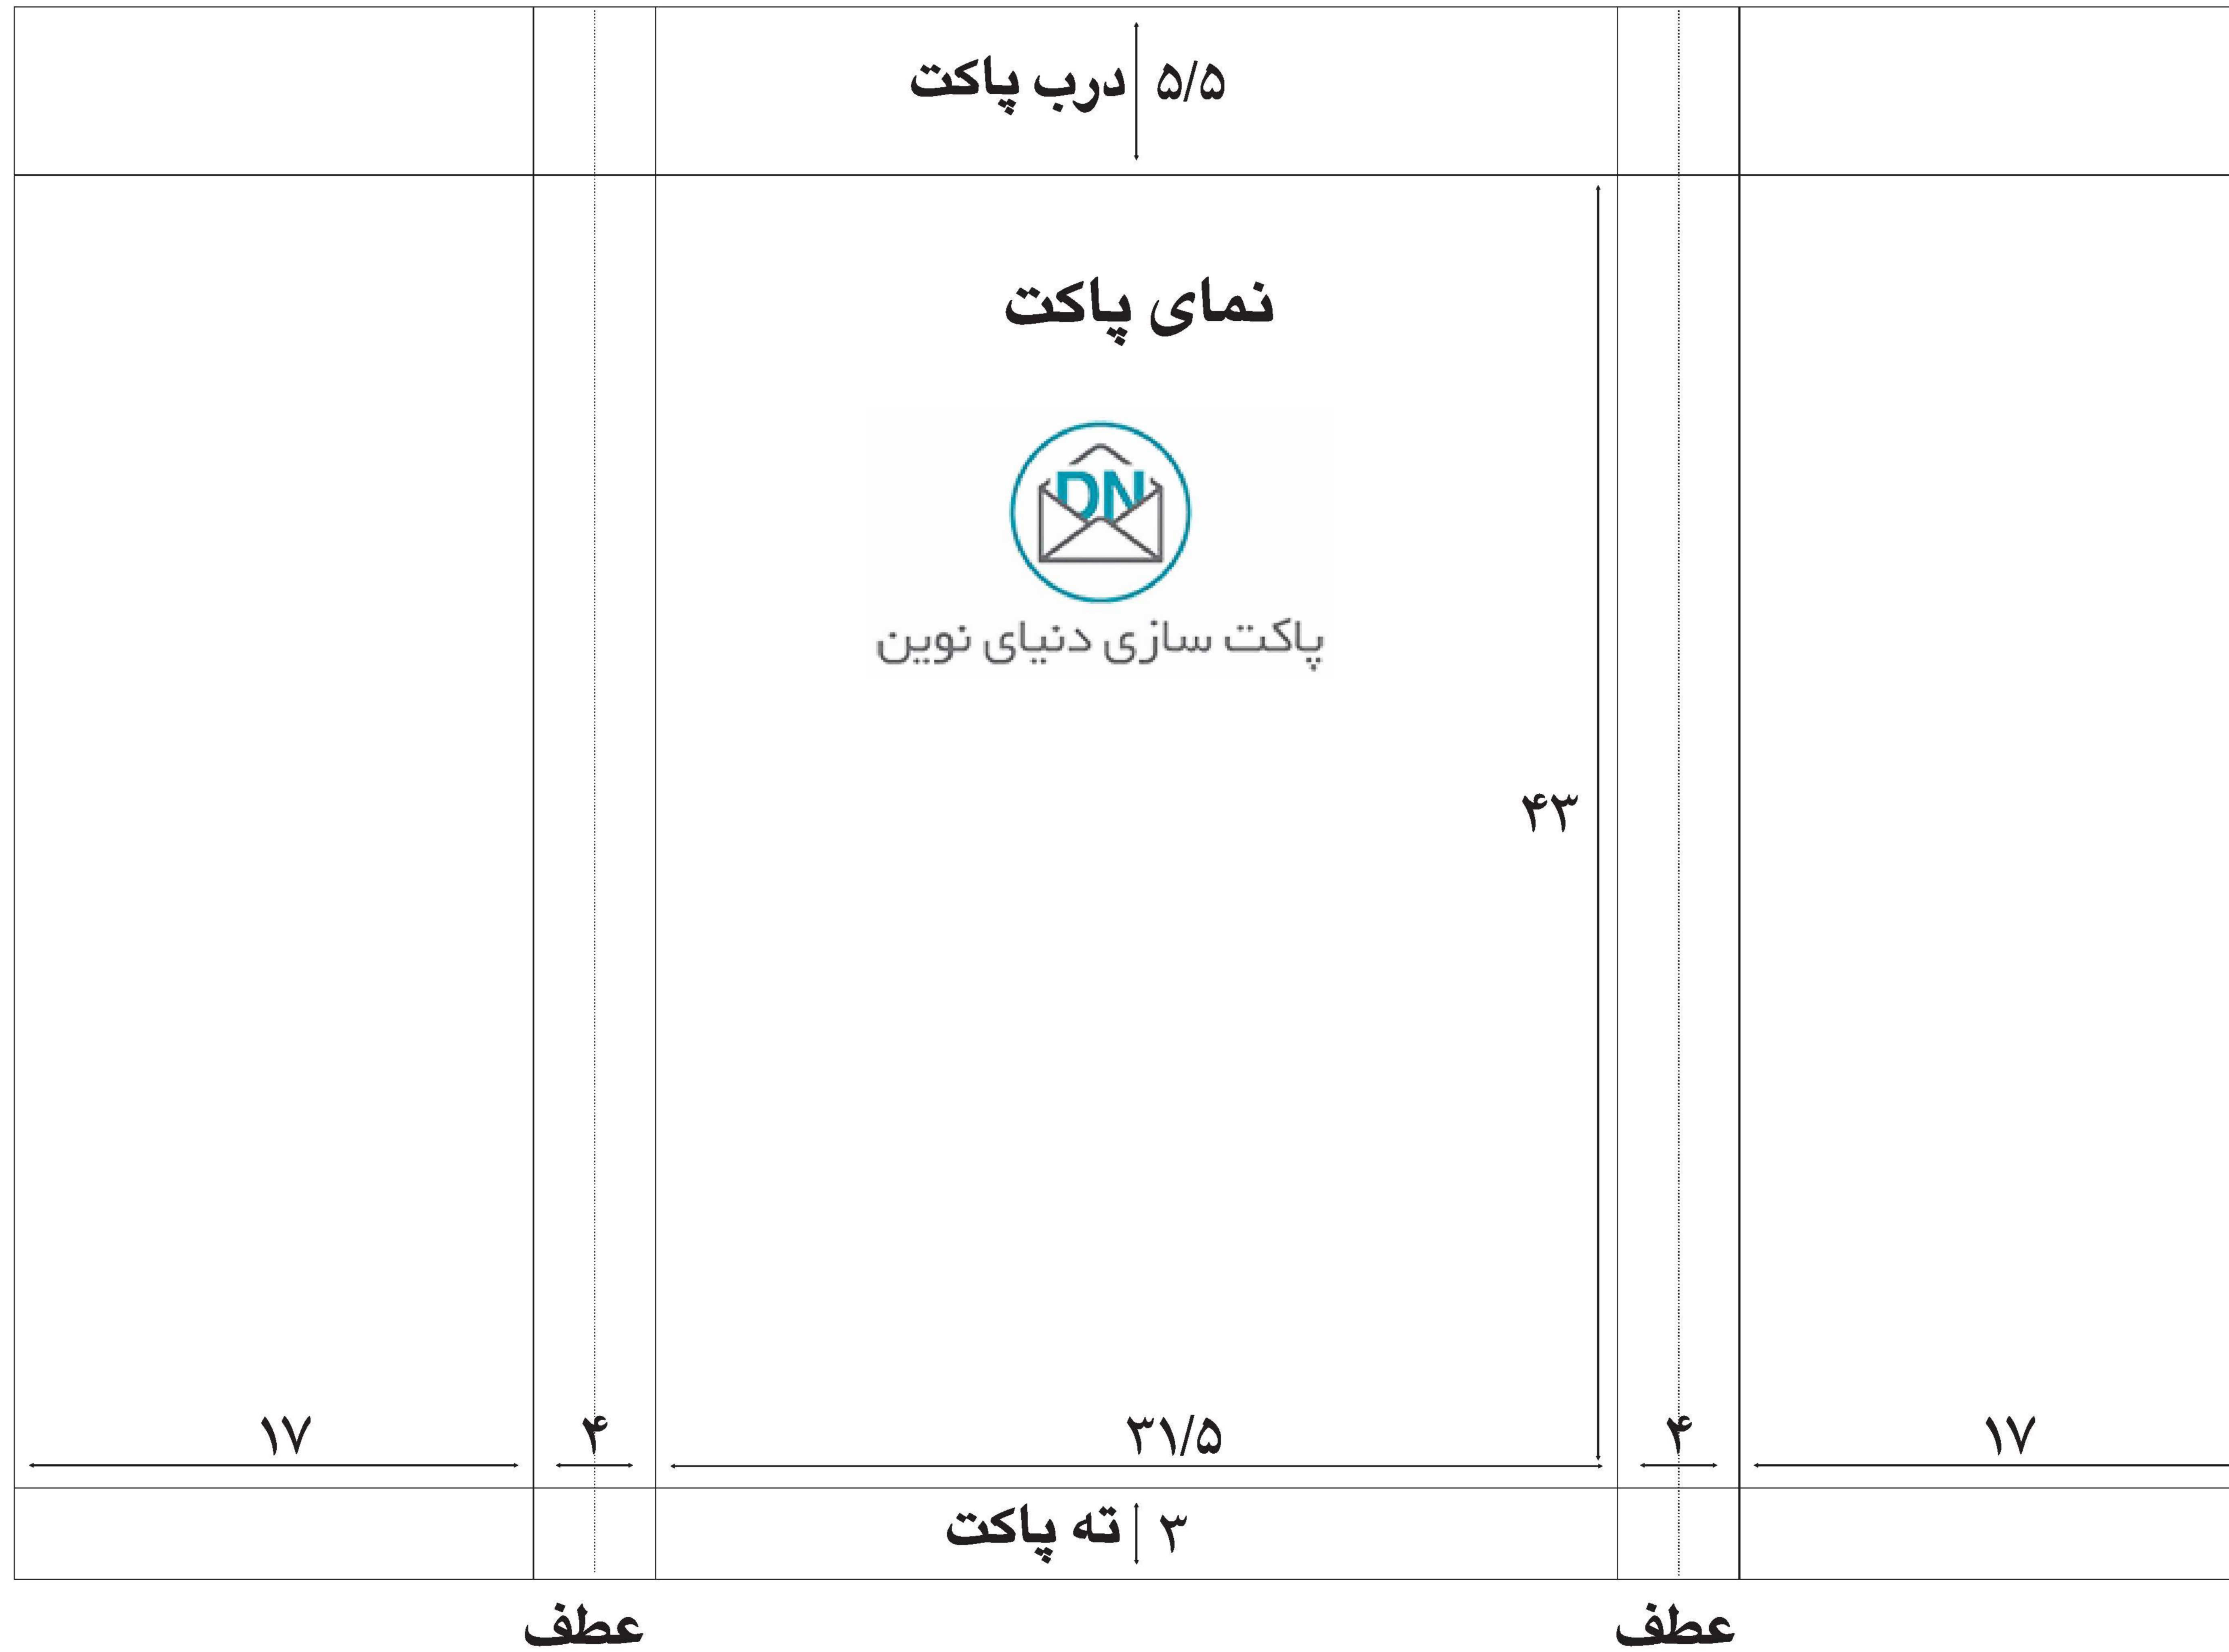 درب پاکت ۵/۵
نمای پاکت
DN
پاکت سازی دنیای نوین
۴۳
۱۷ ۴ ۳۱/۵ ۴ ۱۷
ته پاکت ۳
عطف عطف